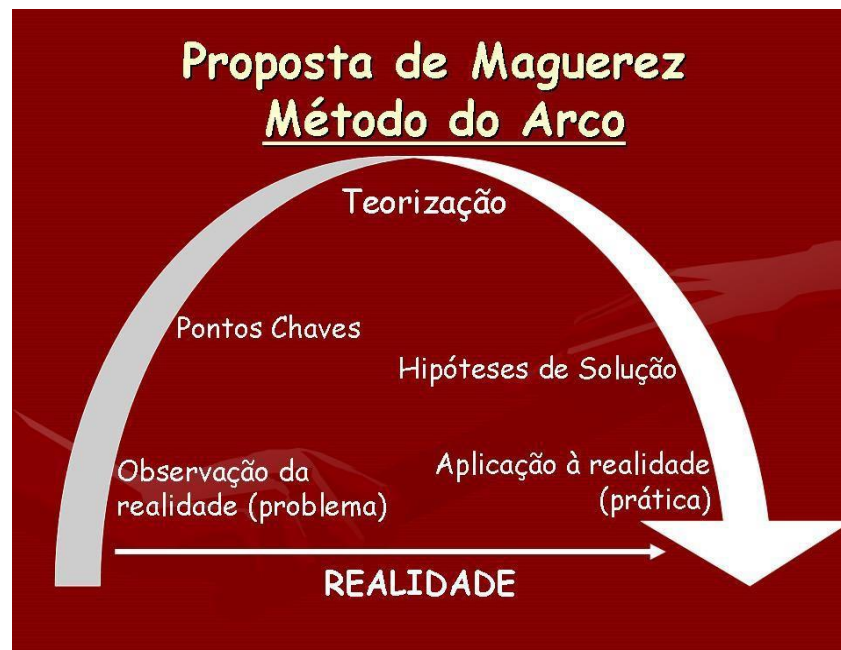 Proposta de Maguerez
Método do Arco
Teorização
Pontos Chaves
Hipóteses de Solução
Observação da
realidade (problema)
Aplicação à realidade
(prática)
REALIDADE